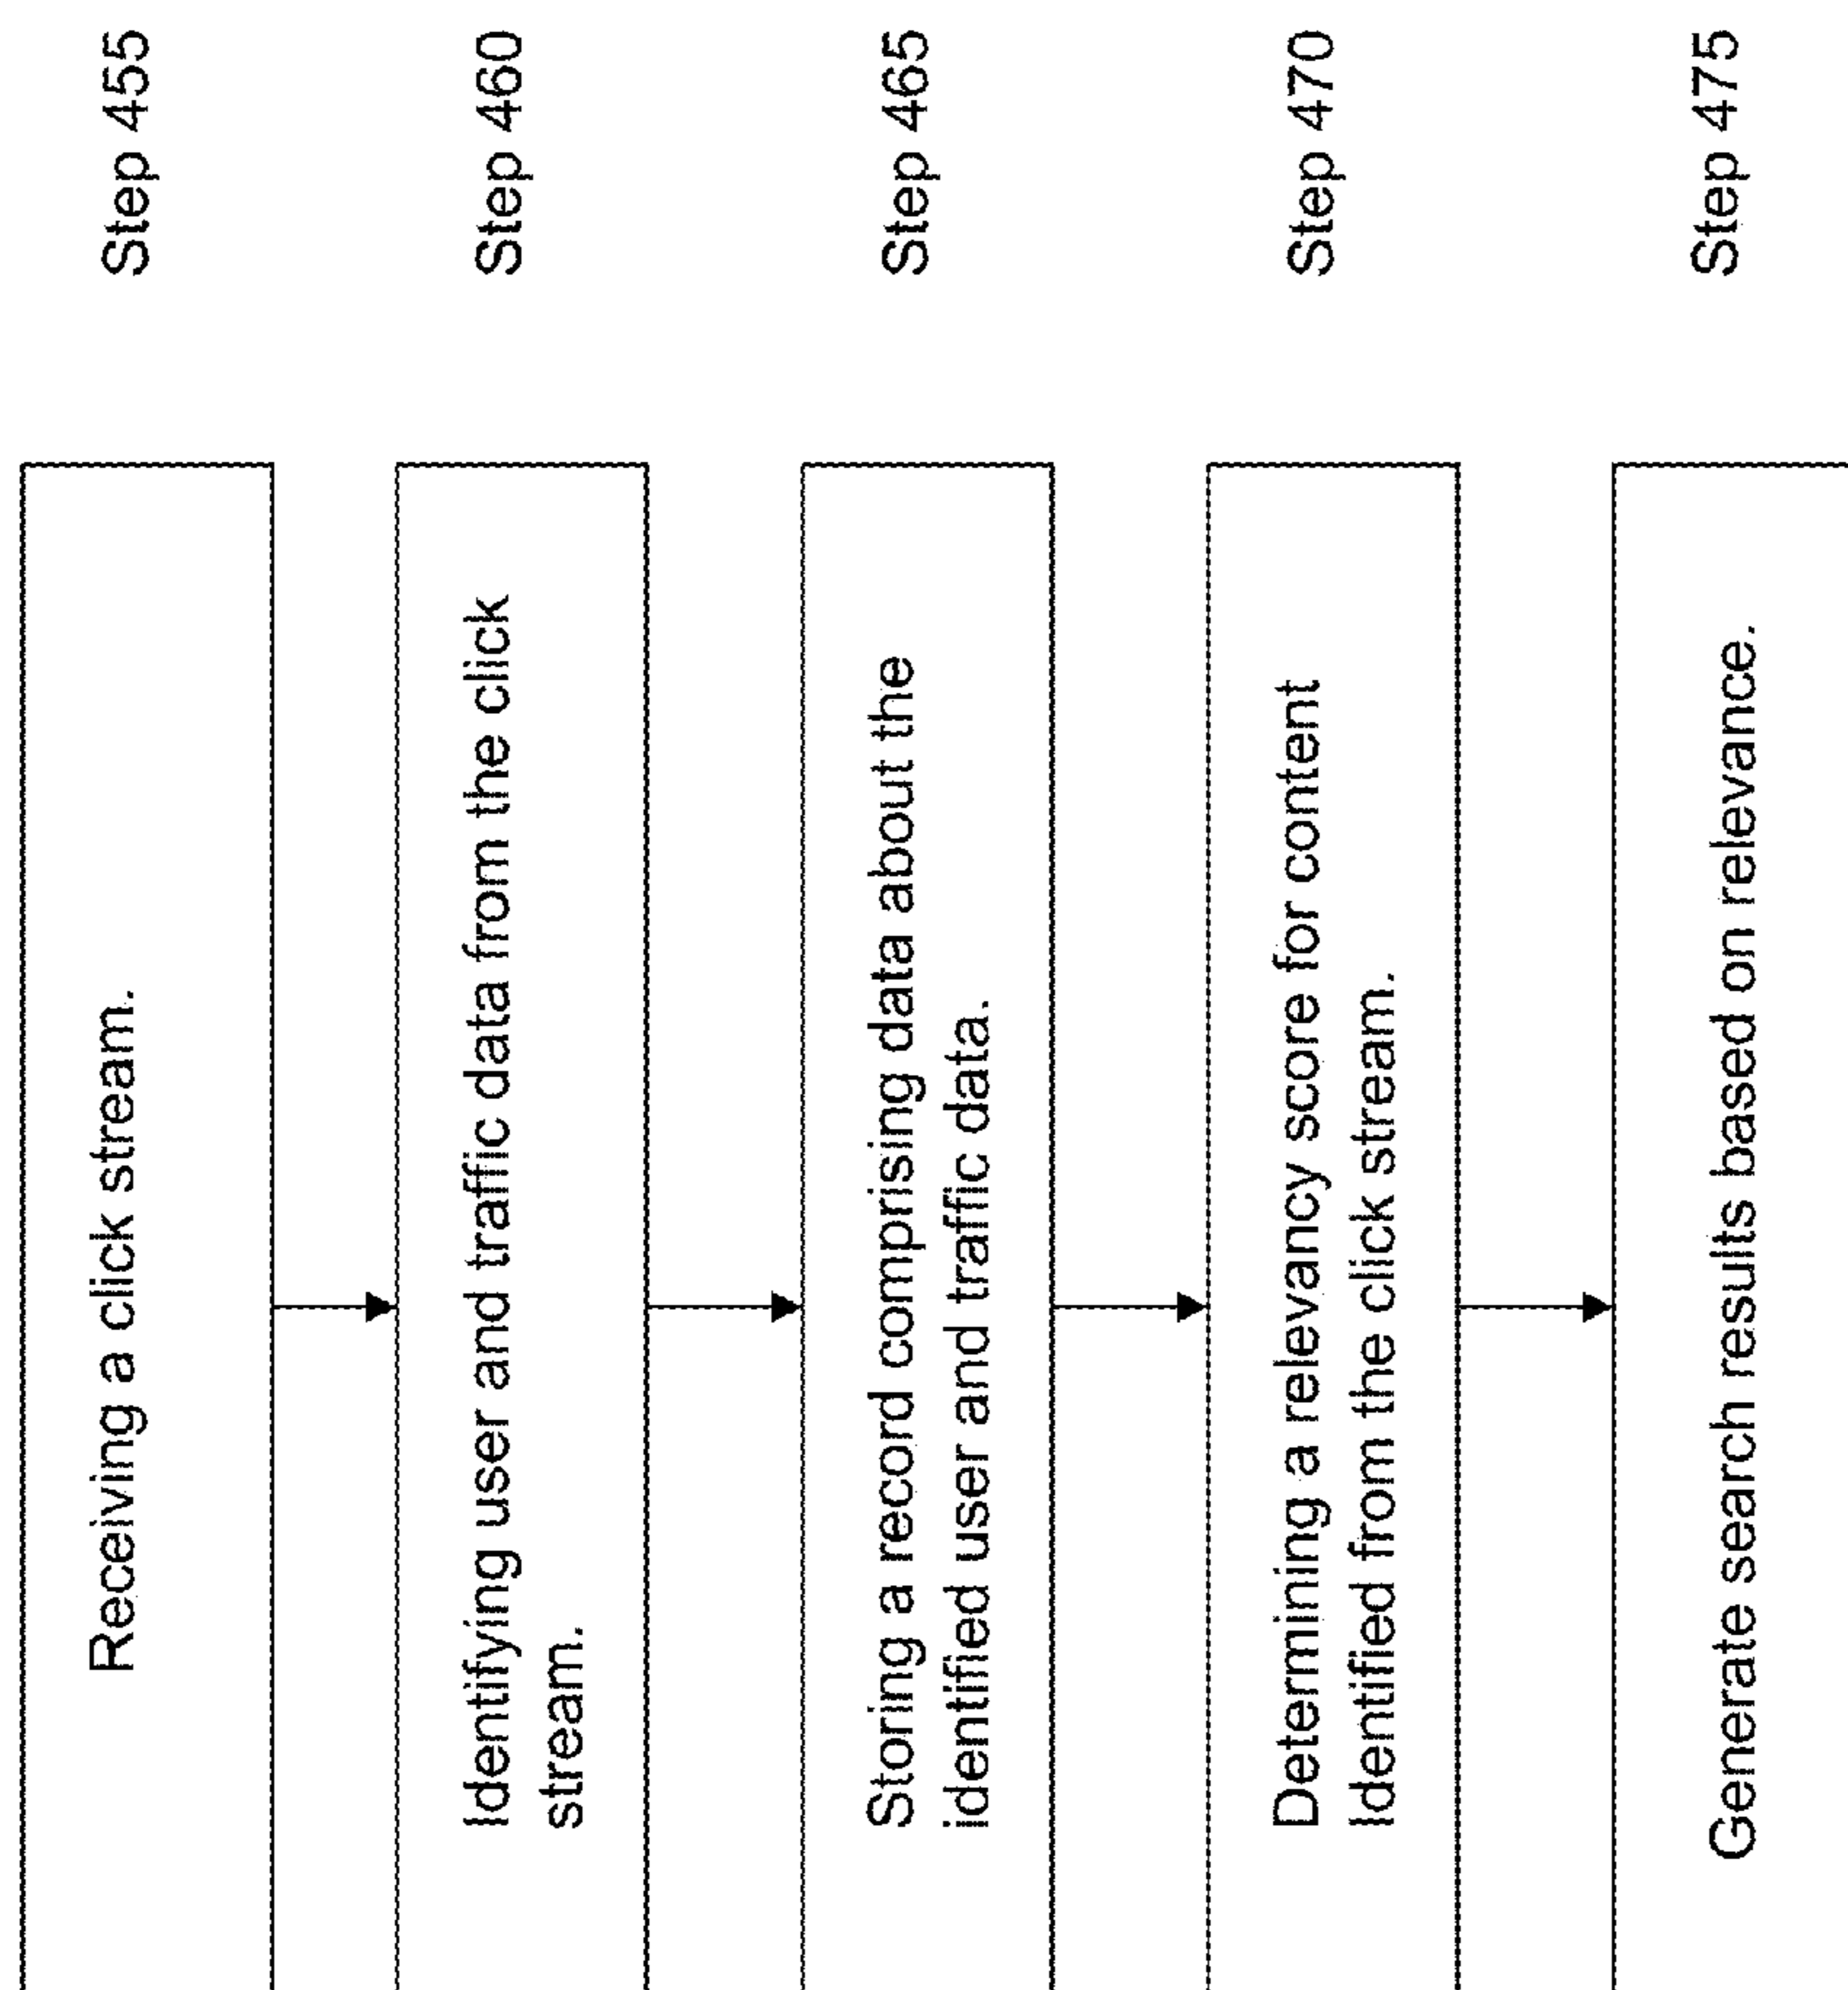 Receiving a click stream.
Step 455
Identifying user and traffic data from the click
stream.
Step 460
Storing a record comprising data about the
identified user and traffic data.
Step 465
Determining a relevancy score for content
Identified from the click stream.
Step 470
Generate search results based on relevance.
Step 475